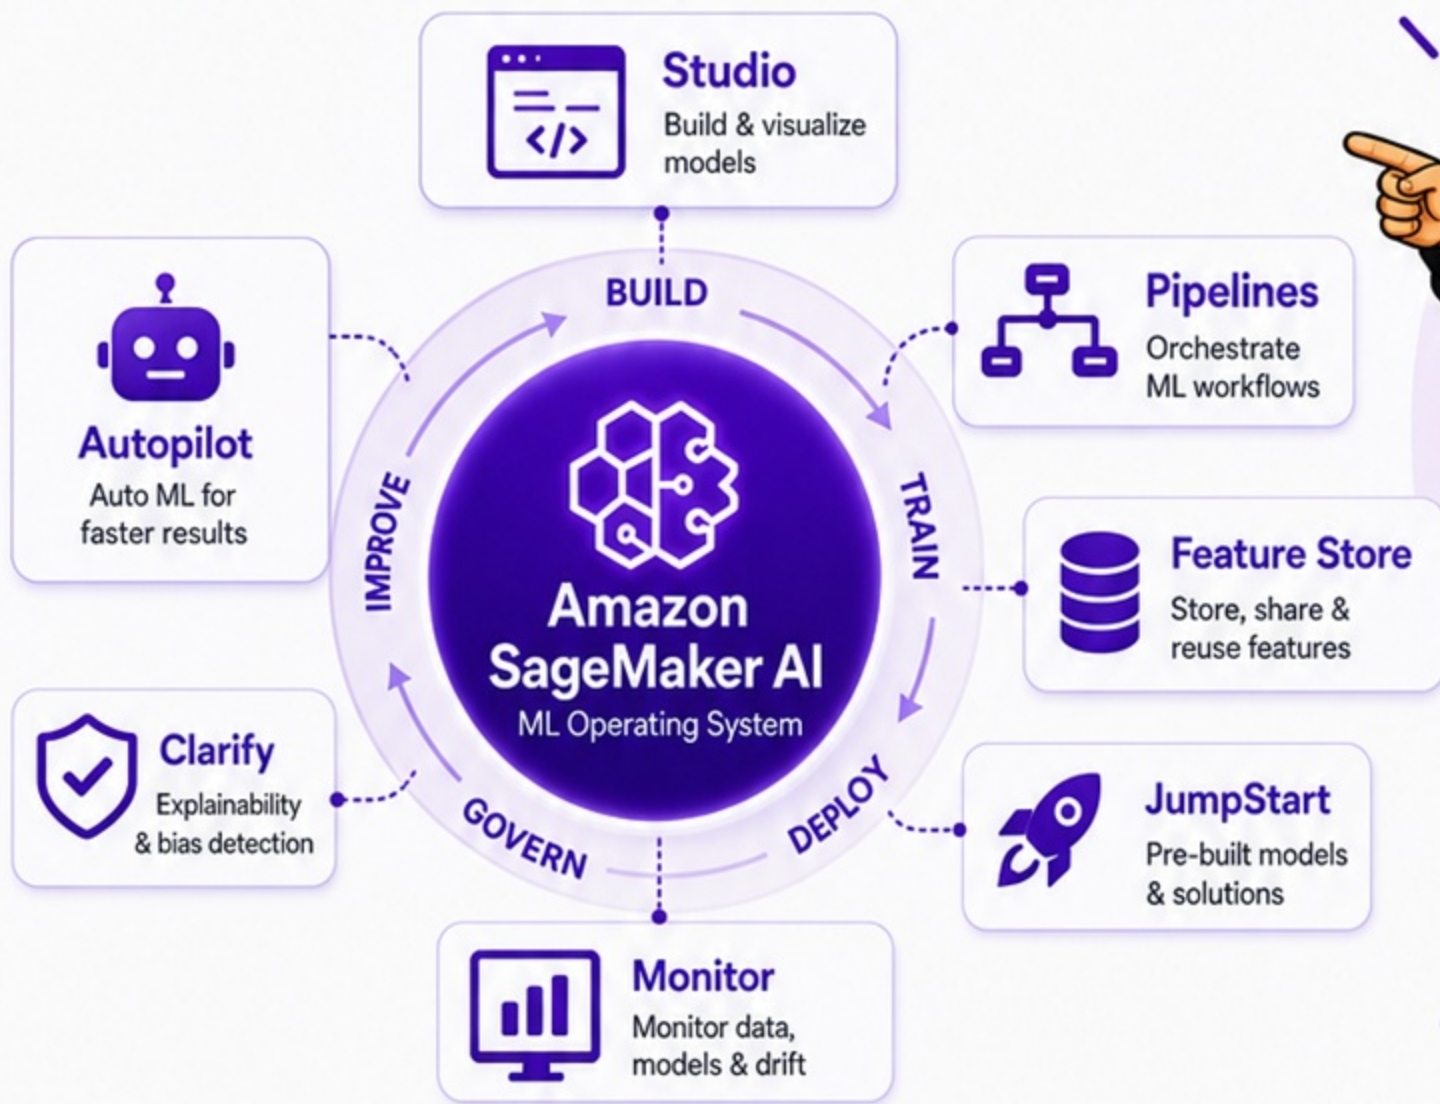 Studio
Build & visualize
models
BUILD
Pipelines
Orchestrate
ML workflows
Autopilot
Auto ML for
faster results
IMPROVE
TRAIN
Amazon
SageMaker AI
ML Operating System
Feature Store
Store, share &
reuse features
Clarify
Explainability
& bias detection
GOVERN
DEPLOY
JumpStart
Pre-built models
& solutions
Monitor
Monitor data,
models & drift